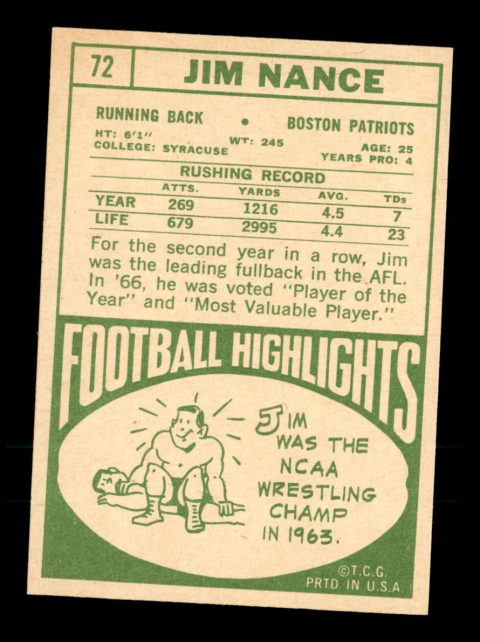 72 JIM NANCE
RUNNING BACK • BOSTON PATRIOTS
HT: 6'1" WT: 245 AGE: 25
COLLEGE: SYRACUSE YEARS PRO: 4
RUSHING RECORD
ATTS. YARDS AVG. TDs
YEAR 269 1216 4.5 7
LIFE 679 2995 4.4 23
For the second year in a row, Jim
was the leading fullback in the AFL.
In '66, he was voted "Player of the
Year" and "Most Valuable Player."
FOOTBALL HIGHLIGHTS
JIM
WAS THE
NCAA
WRESTLING
CHAMP
IN 1963.
©T.C.G.
PRTD. IN U.S.A.